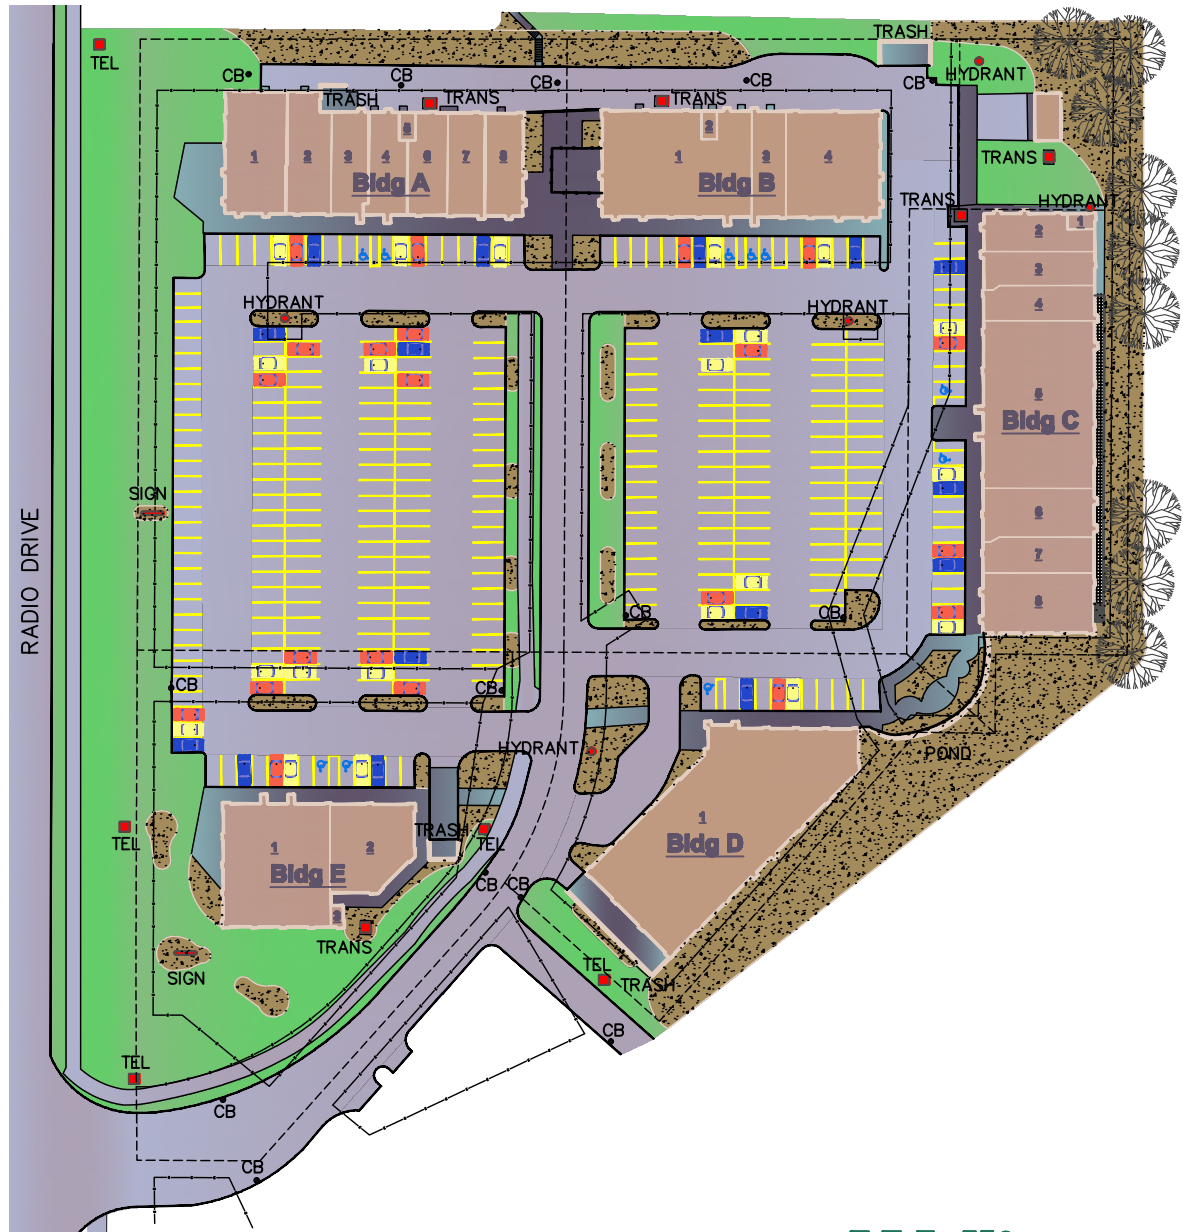 TRASH
TEL
CB
CB
CB
CB
CB
HYDRANT
TRASH
TRANS
TRANS
1
2
3
4
6
7
8
1
2
3
4
Bldg A
Bldg B
TRANS
TRANS
HYDRANT
1
2
3
4
5
Bldg C
6
7
8
HYDRANT
HYDRANT
SIGN
RADIO DRIVE
CB
CB
CB
CB
HYDRANT
POND
TEL
TRASH
TEL
1
2
Bldg E
1
Bldg D
CB
CB
TRANS
SIGN
TEL
TRASH
CB
TEL
CB
CB